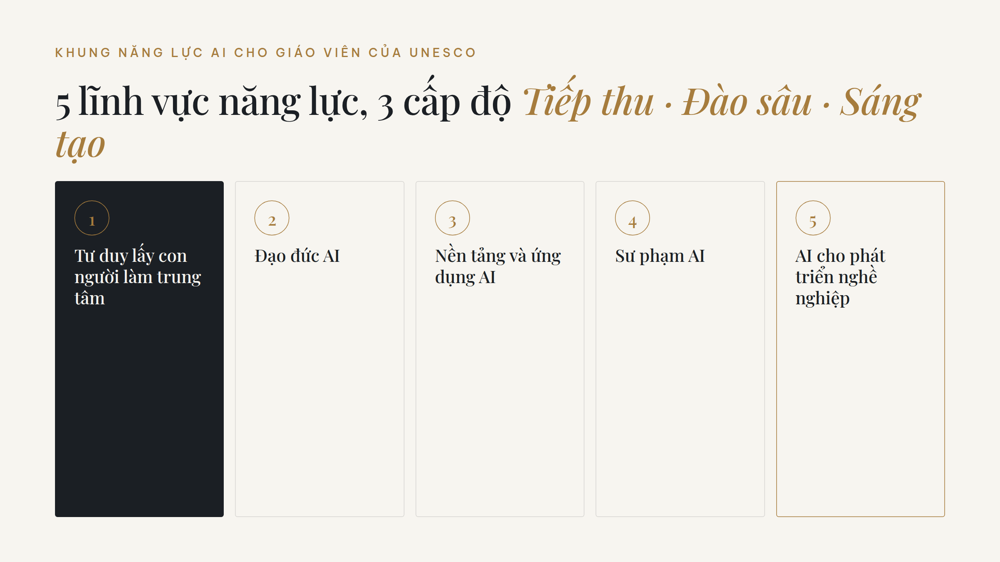 KHUNG NĂNG LỰC AI CHO GIÁO VIÊN CỦA UNESCO
5 lĩnh vực năng lực, 3 cấp độ Tiếp thu · Đào sâu · Sáng
tạo
1
Tư duy lấy con
người làm trung
tâm
2
Đạo đức AI
3
Nền tảng và ứng
dụng AI
4
Sư phạm AI
5
AI cho phát
triển nghề
nghiệp